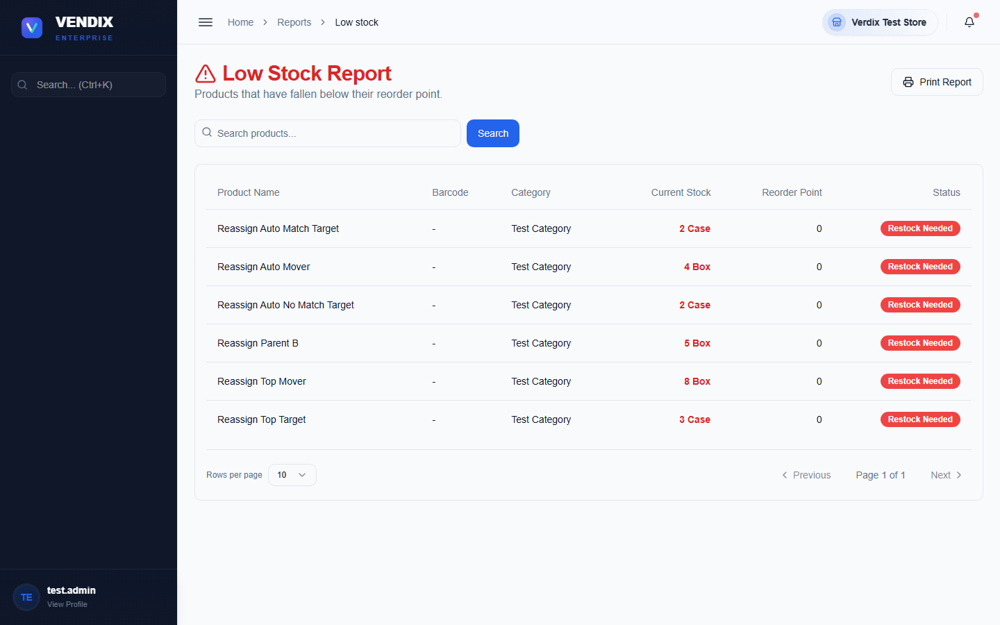 VENDIX
ENTERPRISE
Search... (Ctrl+K)
test.admin
TE
View Profile
Home > Reports > Low stock
Verdix Test Store
Low Stock Report
Products that have fallen below their reorder point.
Print Report
Search products...
Search
Product Name Barcode Category Current Stock Reorder Point Status
Reassign Auto Match Target - Test Category 2 Case 0 Restock Needed
Reassign Auto Mover - Test Category 4 Box 0 Restock Needed
Reassign Auto No Match Target - Test Category 2 Case 0 Restock Needed
Reassign Parent B - Test Category 5 Box 0 Restock Needed
Reassign Top Mover - Test Category 8 Box 0 Restock Needed
Reassign Top Target - Test Category 3 Case 0 Restock Needed
Rows per page 10 Previous Page 1 of 1 Next